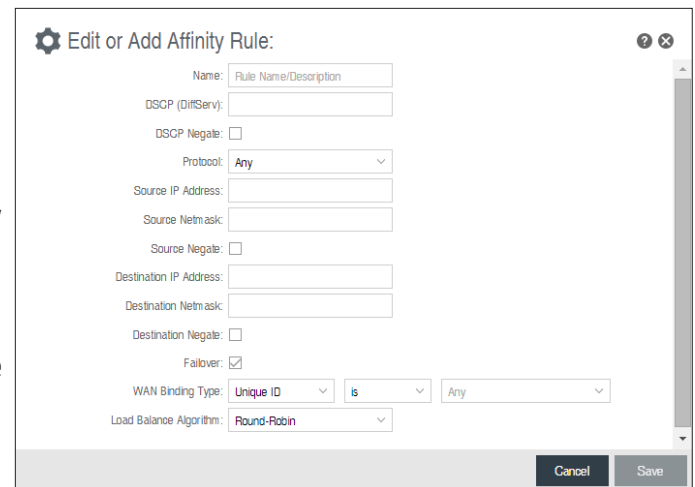 Edit or Add Affinity Rule:
Name: Rule Name/Description
DSCP (DiffServ):
DSCP Negate:
Protocol: Any
Source IP Address:
Source Netmask:
Source Negate:
Destination IP Address:
Destination Netmask:
Destination Negate:
Failover:
WAN Binding Type: Unique ID is Any
Load Balance Algorithm: Round-Robin
Cancel Save